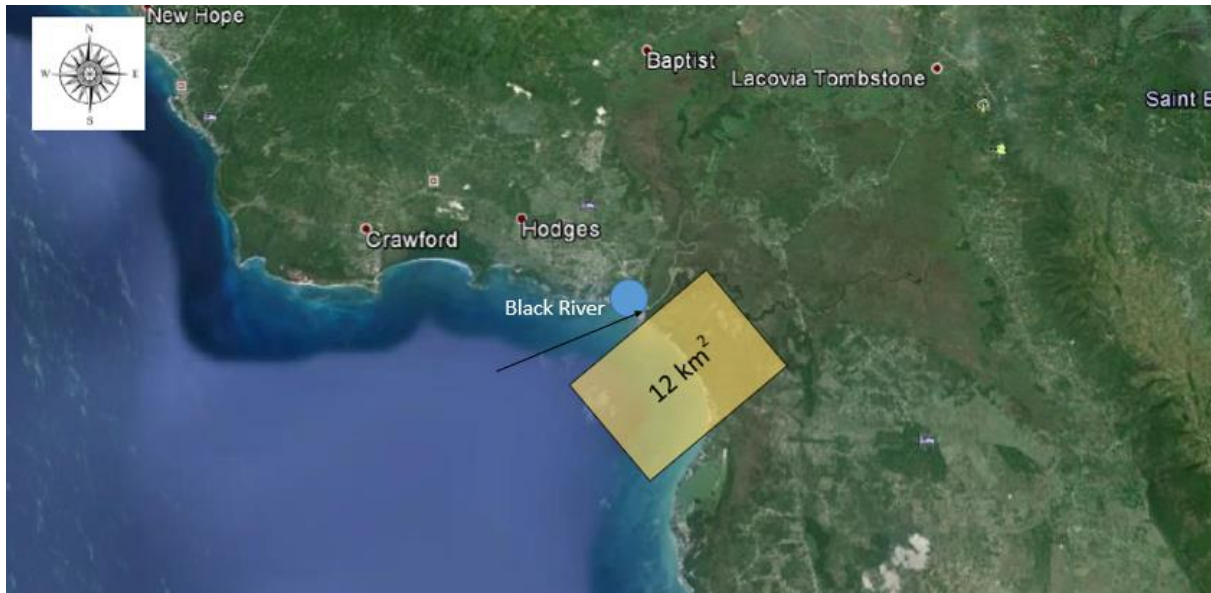 New Hope
N
W E
S
Baptist
Lacovia Tombstone
Saint E
Crawford
Hodges
Black River
12 km²